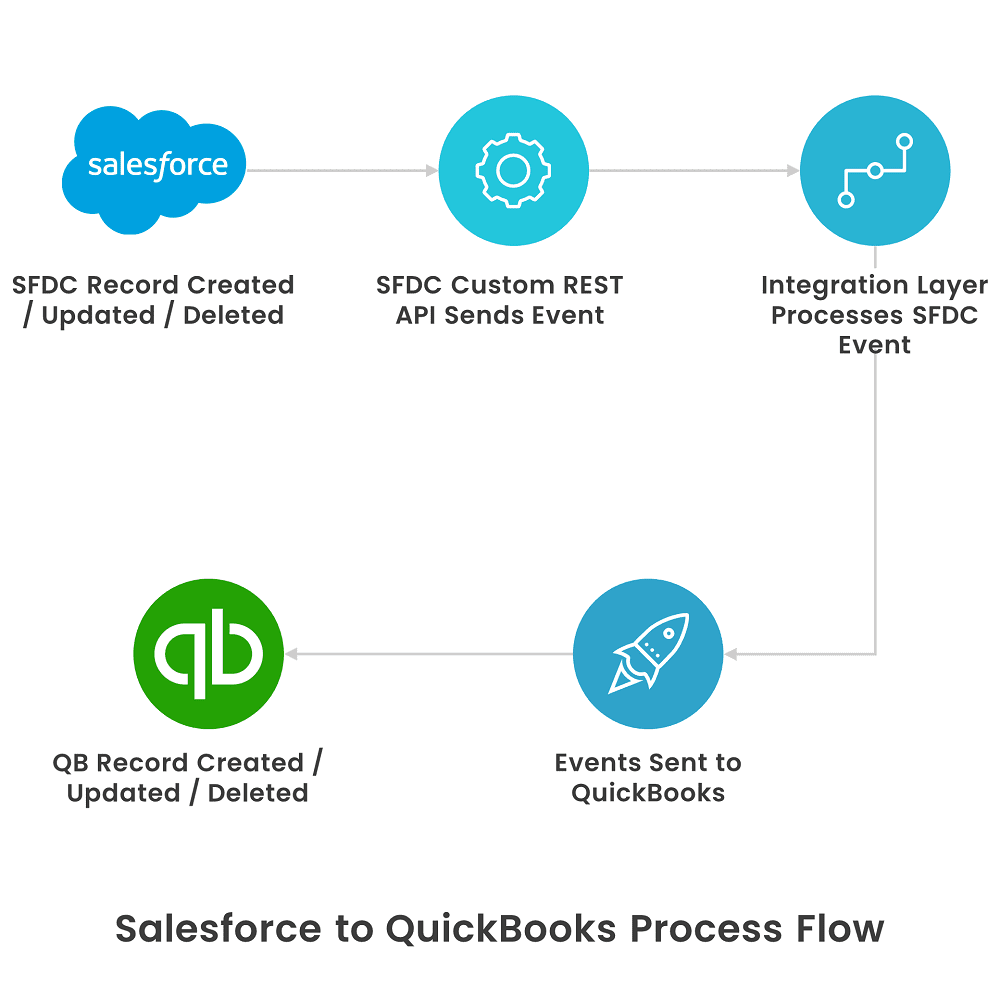 salesforce
SFDC Record Created
/ Updated / Deleted
SFDC Custom REST
API Sends Event
Integration Layer
Processes SFDC
Event
qb
QB Record Created /
Updated / Deleted
Events Sent to
QuickBooks
Salesforce to QuickBooks Process Flow